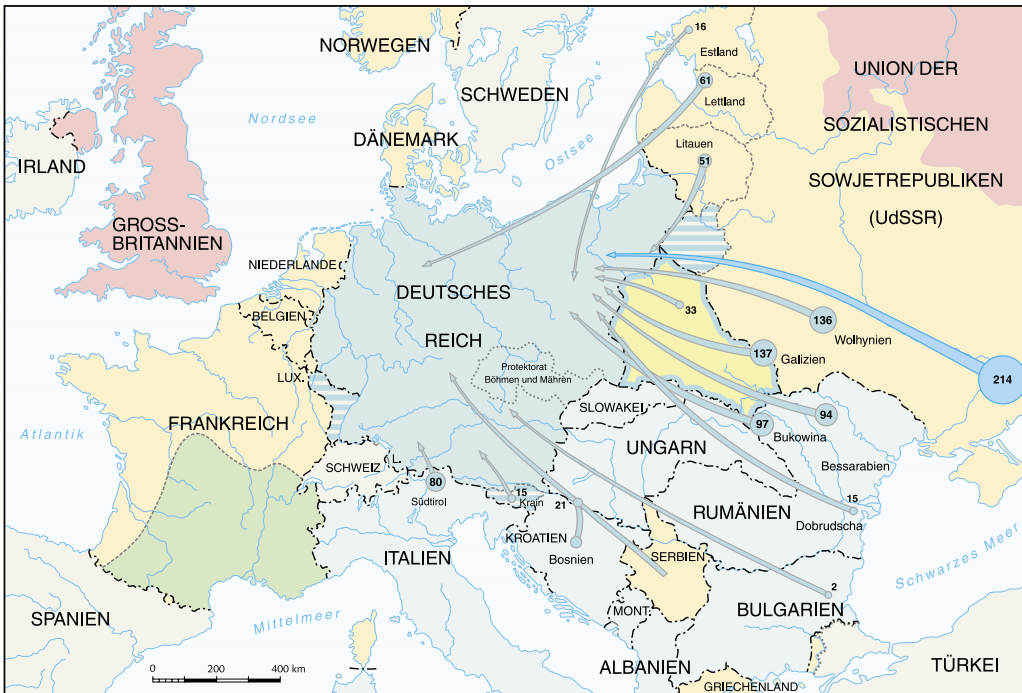 16
NORWEGEN
Estland
UNION DER
61
SCHWEDEN
Lettland
Nordsee
SOZIALISTISCHEN
DÄNEMARK
Litauen
Ostsee
51
IRLAND
SOWJETREPUBLIKEN
(UdSSR)
GROSS-
BRITANNIEN
NIEDERLANDE
DEUTSCHES
33
136
BELGIEN
Wolhynien
REICH
137
Galizien
Protektorat
Böhmen und Mähren
LUX.
214
SLOWAKEI
94
FRANKREICH
97
Bukowina
Atlantik
UNGARN
SCHWEIZ
L.
Bessarabien
80
15
15
Südtirol
Krain
21
RUMÄNIEN
Dobrudscha
KROATIEN
ITALIEN
Bosnien
SERBIEN
Schwarzes Meer
2
MONT.
BULGARIEN
SPANIEN
Mittelmeer
0
200
400 km
ALBANIEN
TÜRKEI
GRIECHENLAND